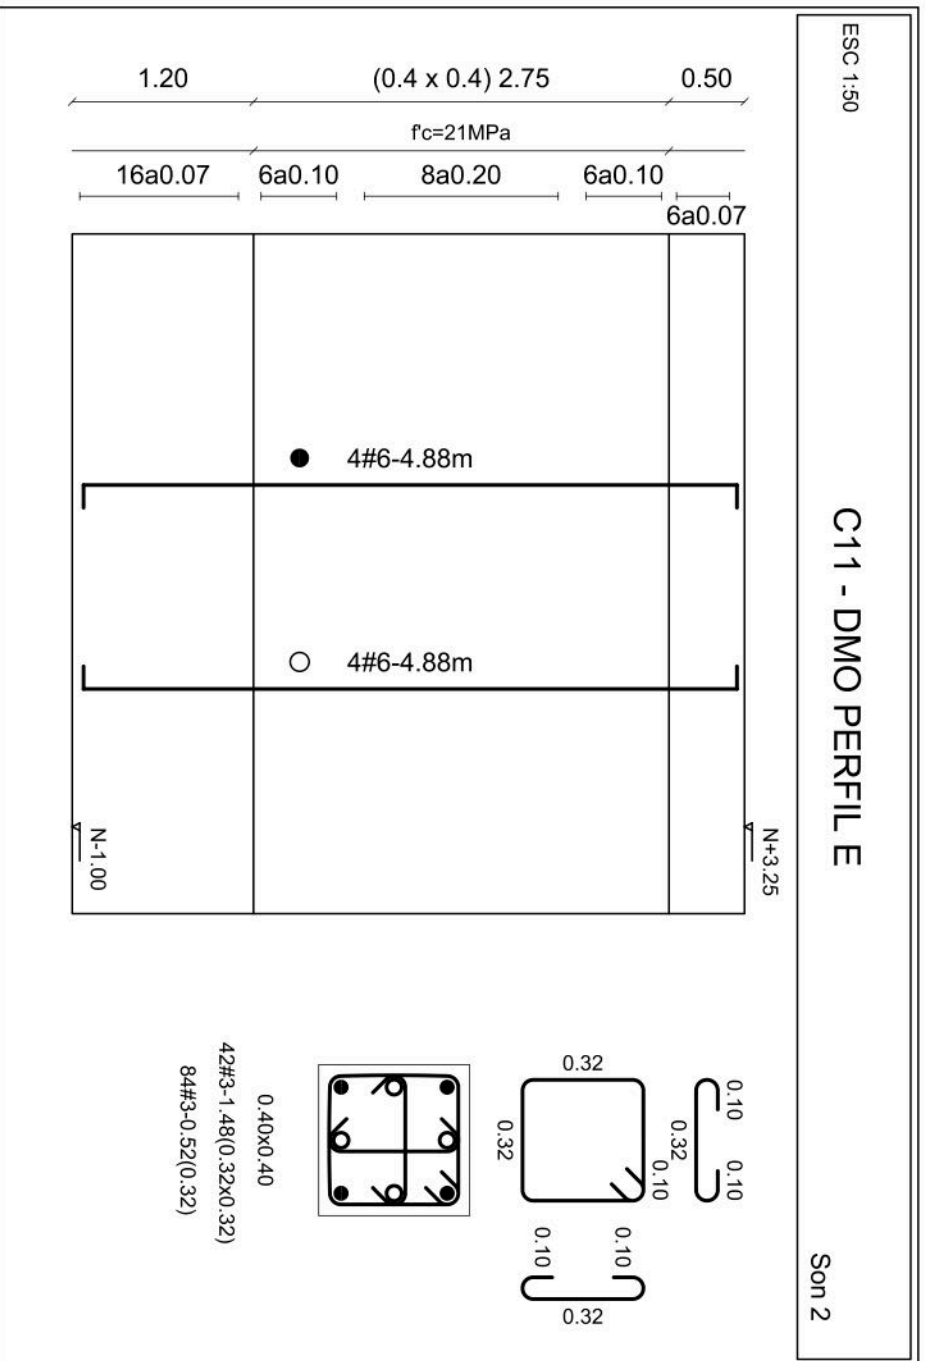 C11 - DMO PERFIL E
ESC 1:50
Son 2
1.20
(0.4 x 0.4) 2.75
0.50
f'c=21MPa
16a0.07
6a0.10
8a0.20
6a0.10
6a0.07
4#6-4.88m
4#6-4.88m
N-1.00
N+3.25
0.10
0.10
0.32
0.32
0.32
0.10
0.10
0.10
0.32
0.40x0.40
42#3-1.48(0.32x0.32)
84#3-0.52(0.32)